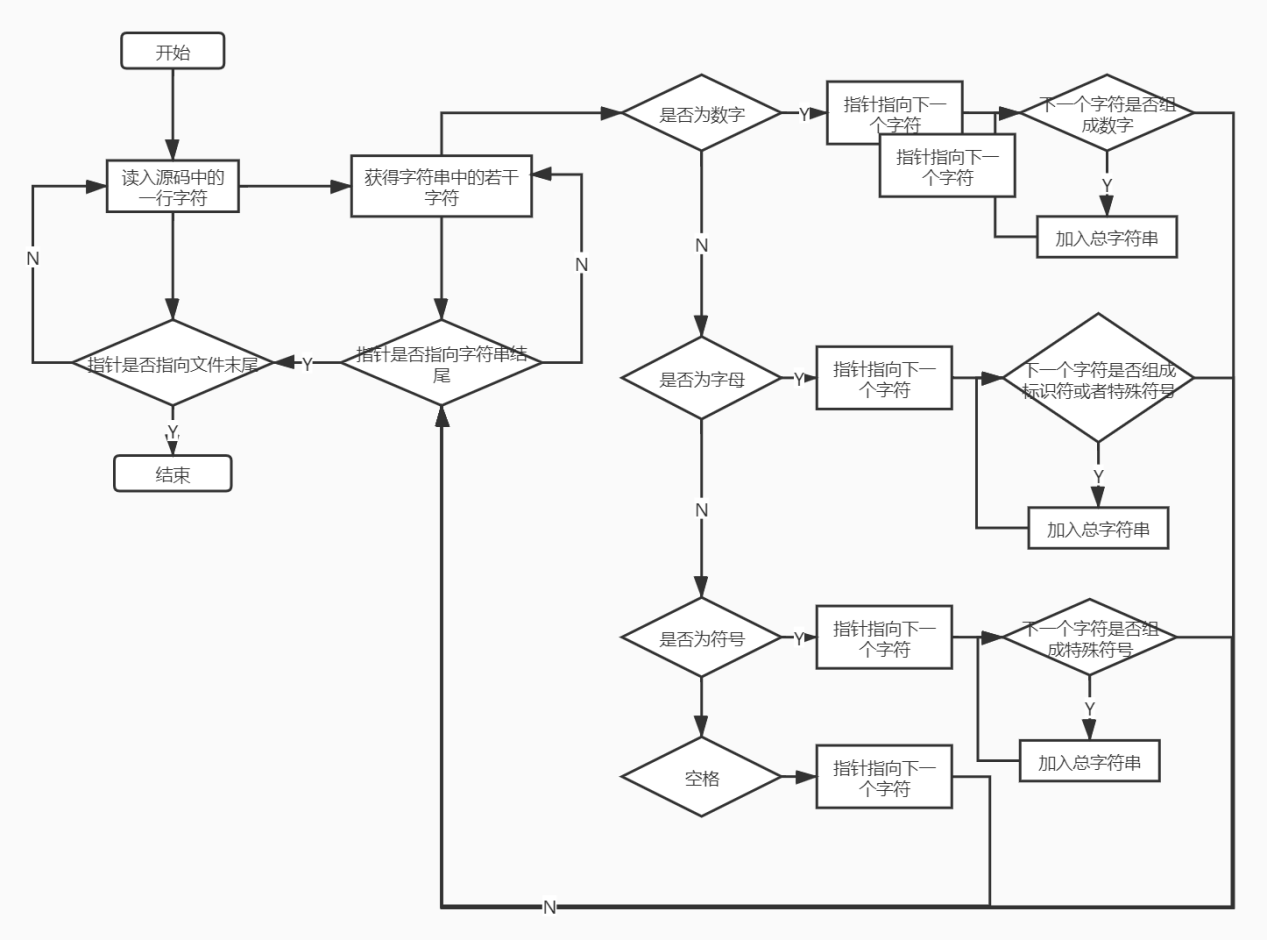 开始
读入源码中的
一行字符
N
指针是否指向文件末尾
Y
结束
获得字符串中的若干
字符
N
指针是否指向字符串结
尾
Y
是否为数字
Y
指针指向下一
个字符
指针指向下一
个字符
下一个字符是否组
成数字
Y
加入总字符串
N
是否为字母
Y
指针指向下一
个字符
下一个字符是否组成
标识符或者特殊符号
Y
加入总字符串
N
是否为符号
Y
指针指向下一
个字符
下一个字符是否组
成特殊符号
Y
加入总字符串
空格
指针指向下一
个字符
N